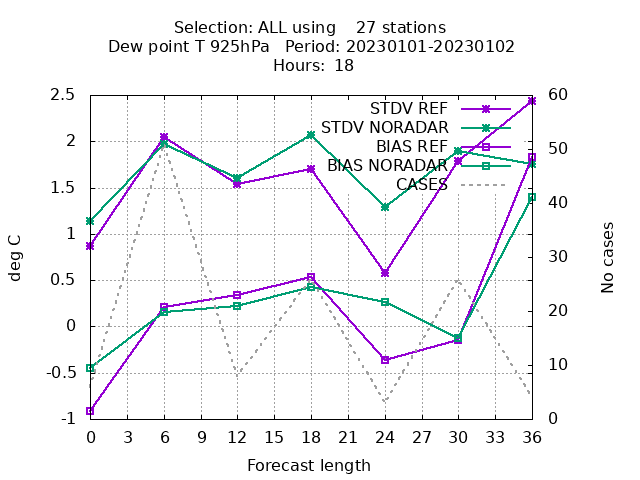 Selection: ALL using    27 stations
Dew point T 925hPa   Period: 20230101-20230102
Hours: 18
STDV REF
STDV NORADAR
BIAS REF
BIAS NORADAR
CASES
2.5
2
1.5
1
0.5
0
-0.5
-1
deg C
60
50
40
30
20
10
0
No cases
0 3 6 9 12 15 18 21 24 27 30 33 36
Forecast length